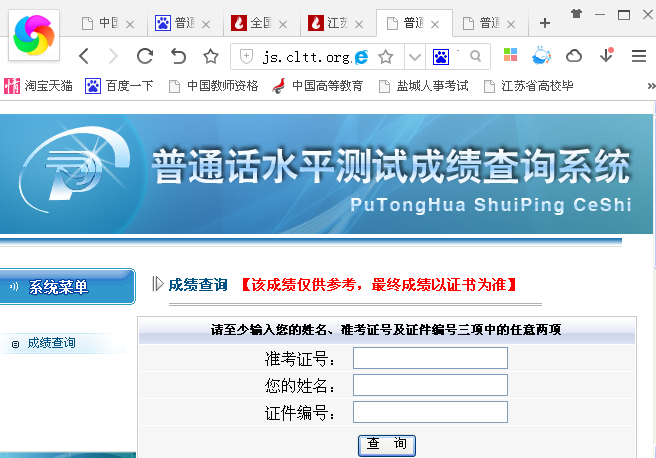 中国
普通
全国
江苏
普通
普通
js.cltt.org.
淘宝天猫
百度一下
中国教师资格
中国高等教育
盐城人事考试
江苏省高校毕
普通话水平测试成绩查询系统
PuTongHua ShuiPing CeShi
系统菜单
成绩查询 【该成绩仅供参考，最终成绩以证书为准】
请至少输入您的姓名、准考证号及证件编号三项中的任意两项
成绩查询
准考证号：
您的姓名：
证件编号：
查 询